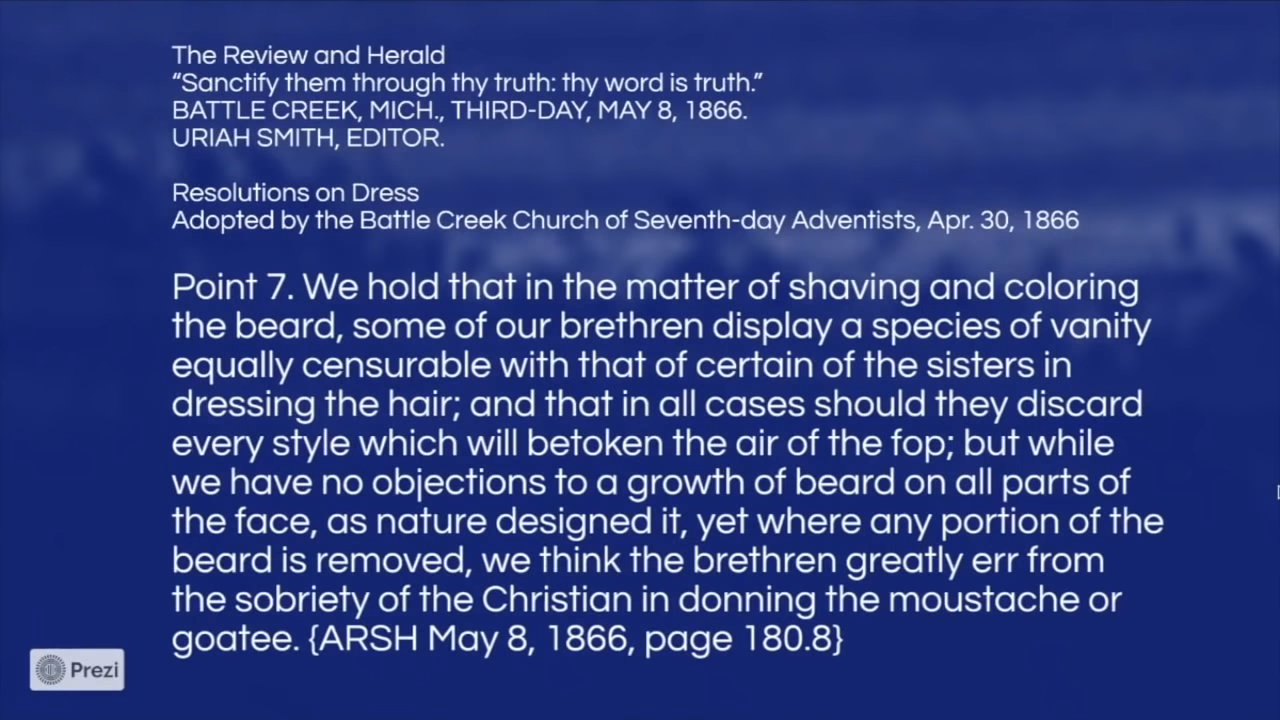 The Review and Herald
“Sanctify them through thy truth: thy word is truth.”
BATTLE CREEK, MICH., THIRD-DAY, MAY 8, 1866.
URIAH SMITH, EDITOR.
Resolutions on Dress
Adopted by the Battle Creek Church of Seventh-day Adventists, Apr. 30, 1866
Point 7. We hold that in the matter of shaving and coloring
the beard, some of our brethren display a species of vanity
equally censurable with that of certain of the sisters in
dressing the hair; and that in all cases should they discard
every style which will betoken the air of the fop; but while
we have no objections to a growth of beard on all parts of
the face, as nature designed it, yet where any portion of the
beard is removed, we think the brethren greatly err from
the sobriety of the Christian in donning the moustache or
goatee. {ARSH May 8, 1866, page 180.8}
Prezi